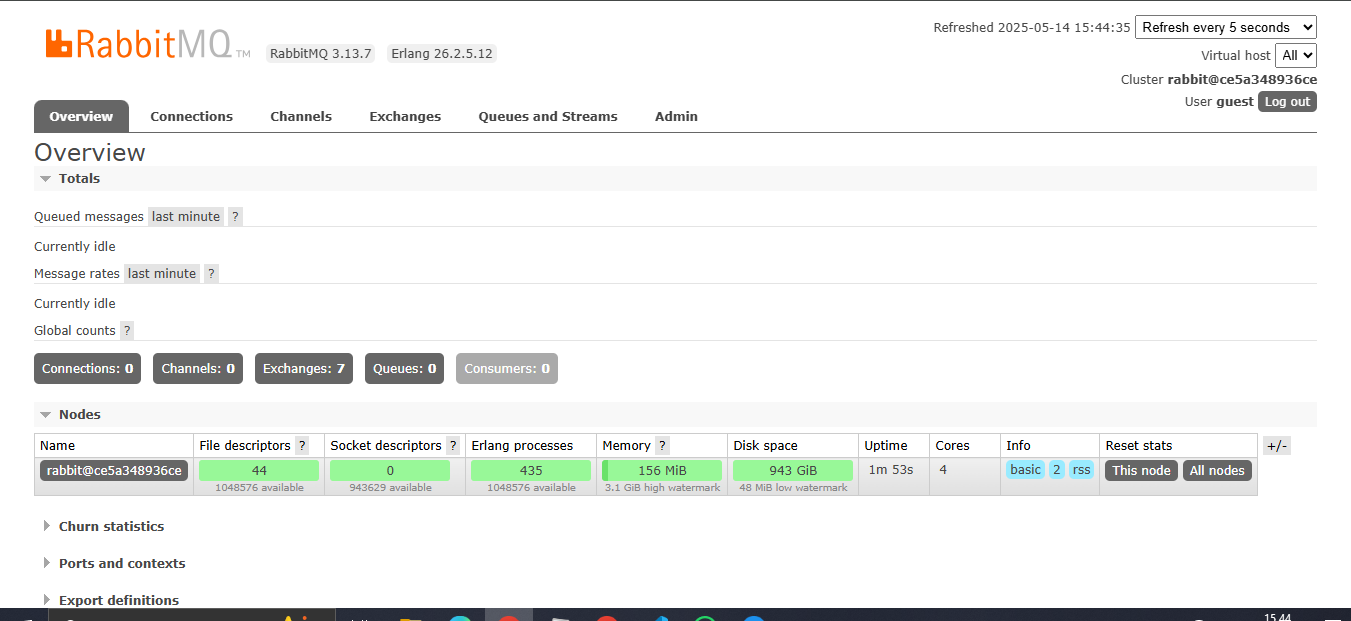 Refreshed 2025-05-14 15:44:35 Refresh every 5 seconds
RabbitMQ TM RabbitMQ 3.13.7 Erlang 26.2.5.12
Virtual host All
Cluster rabbit@ce5a348936ce
User guest Log out
Overview Connections Channels Exchanges Queues and Streams Admin
Overview
Totals
Queued messages last minute ?
Currently idle
Message rates last minute ?
Currently idle
Global counts ?
Connections: 0 Channels: 0 Exchanges: 7 Queues: 0 Consumers: 0
Nodes
Name File descriptors ? Socket descriptors ? Erlang processes Memory ? Disk space Uptime Cores Info Reset stats +/-
rabbit@ce5a348936ce 44 0 435 156 MiB 943 GiB 1m 53s 4 basic 2 rss This node All nodes
1048576 available 943629 available 1048576 available 3.1 GiB high watermark 48 MiB low watermark
Churn statistics
Ports and contexts
Export definitions
15.44